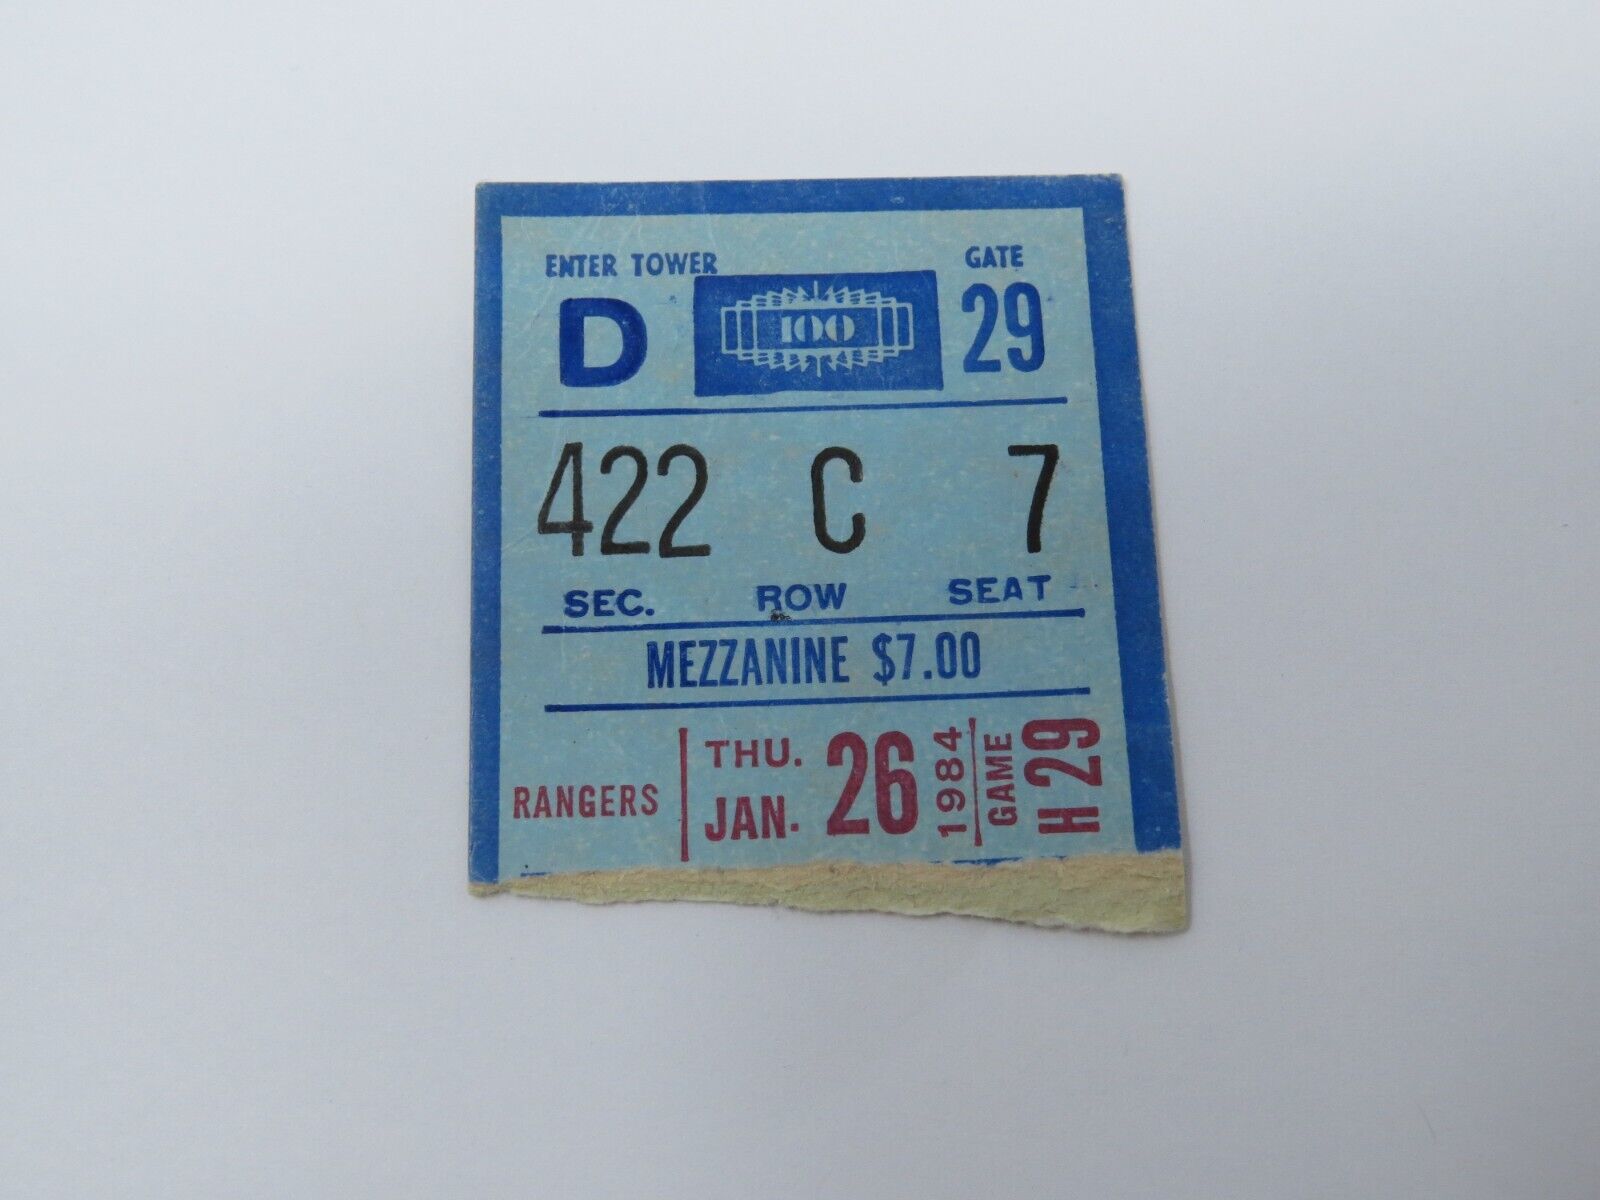 ENTER TOWER
GATE
D
100
29
422 C 7
SEC. ROW SEAT
MEZZANINE $7.00
RANGERS
THU.
JAN.
26
1984
GAME
H 29